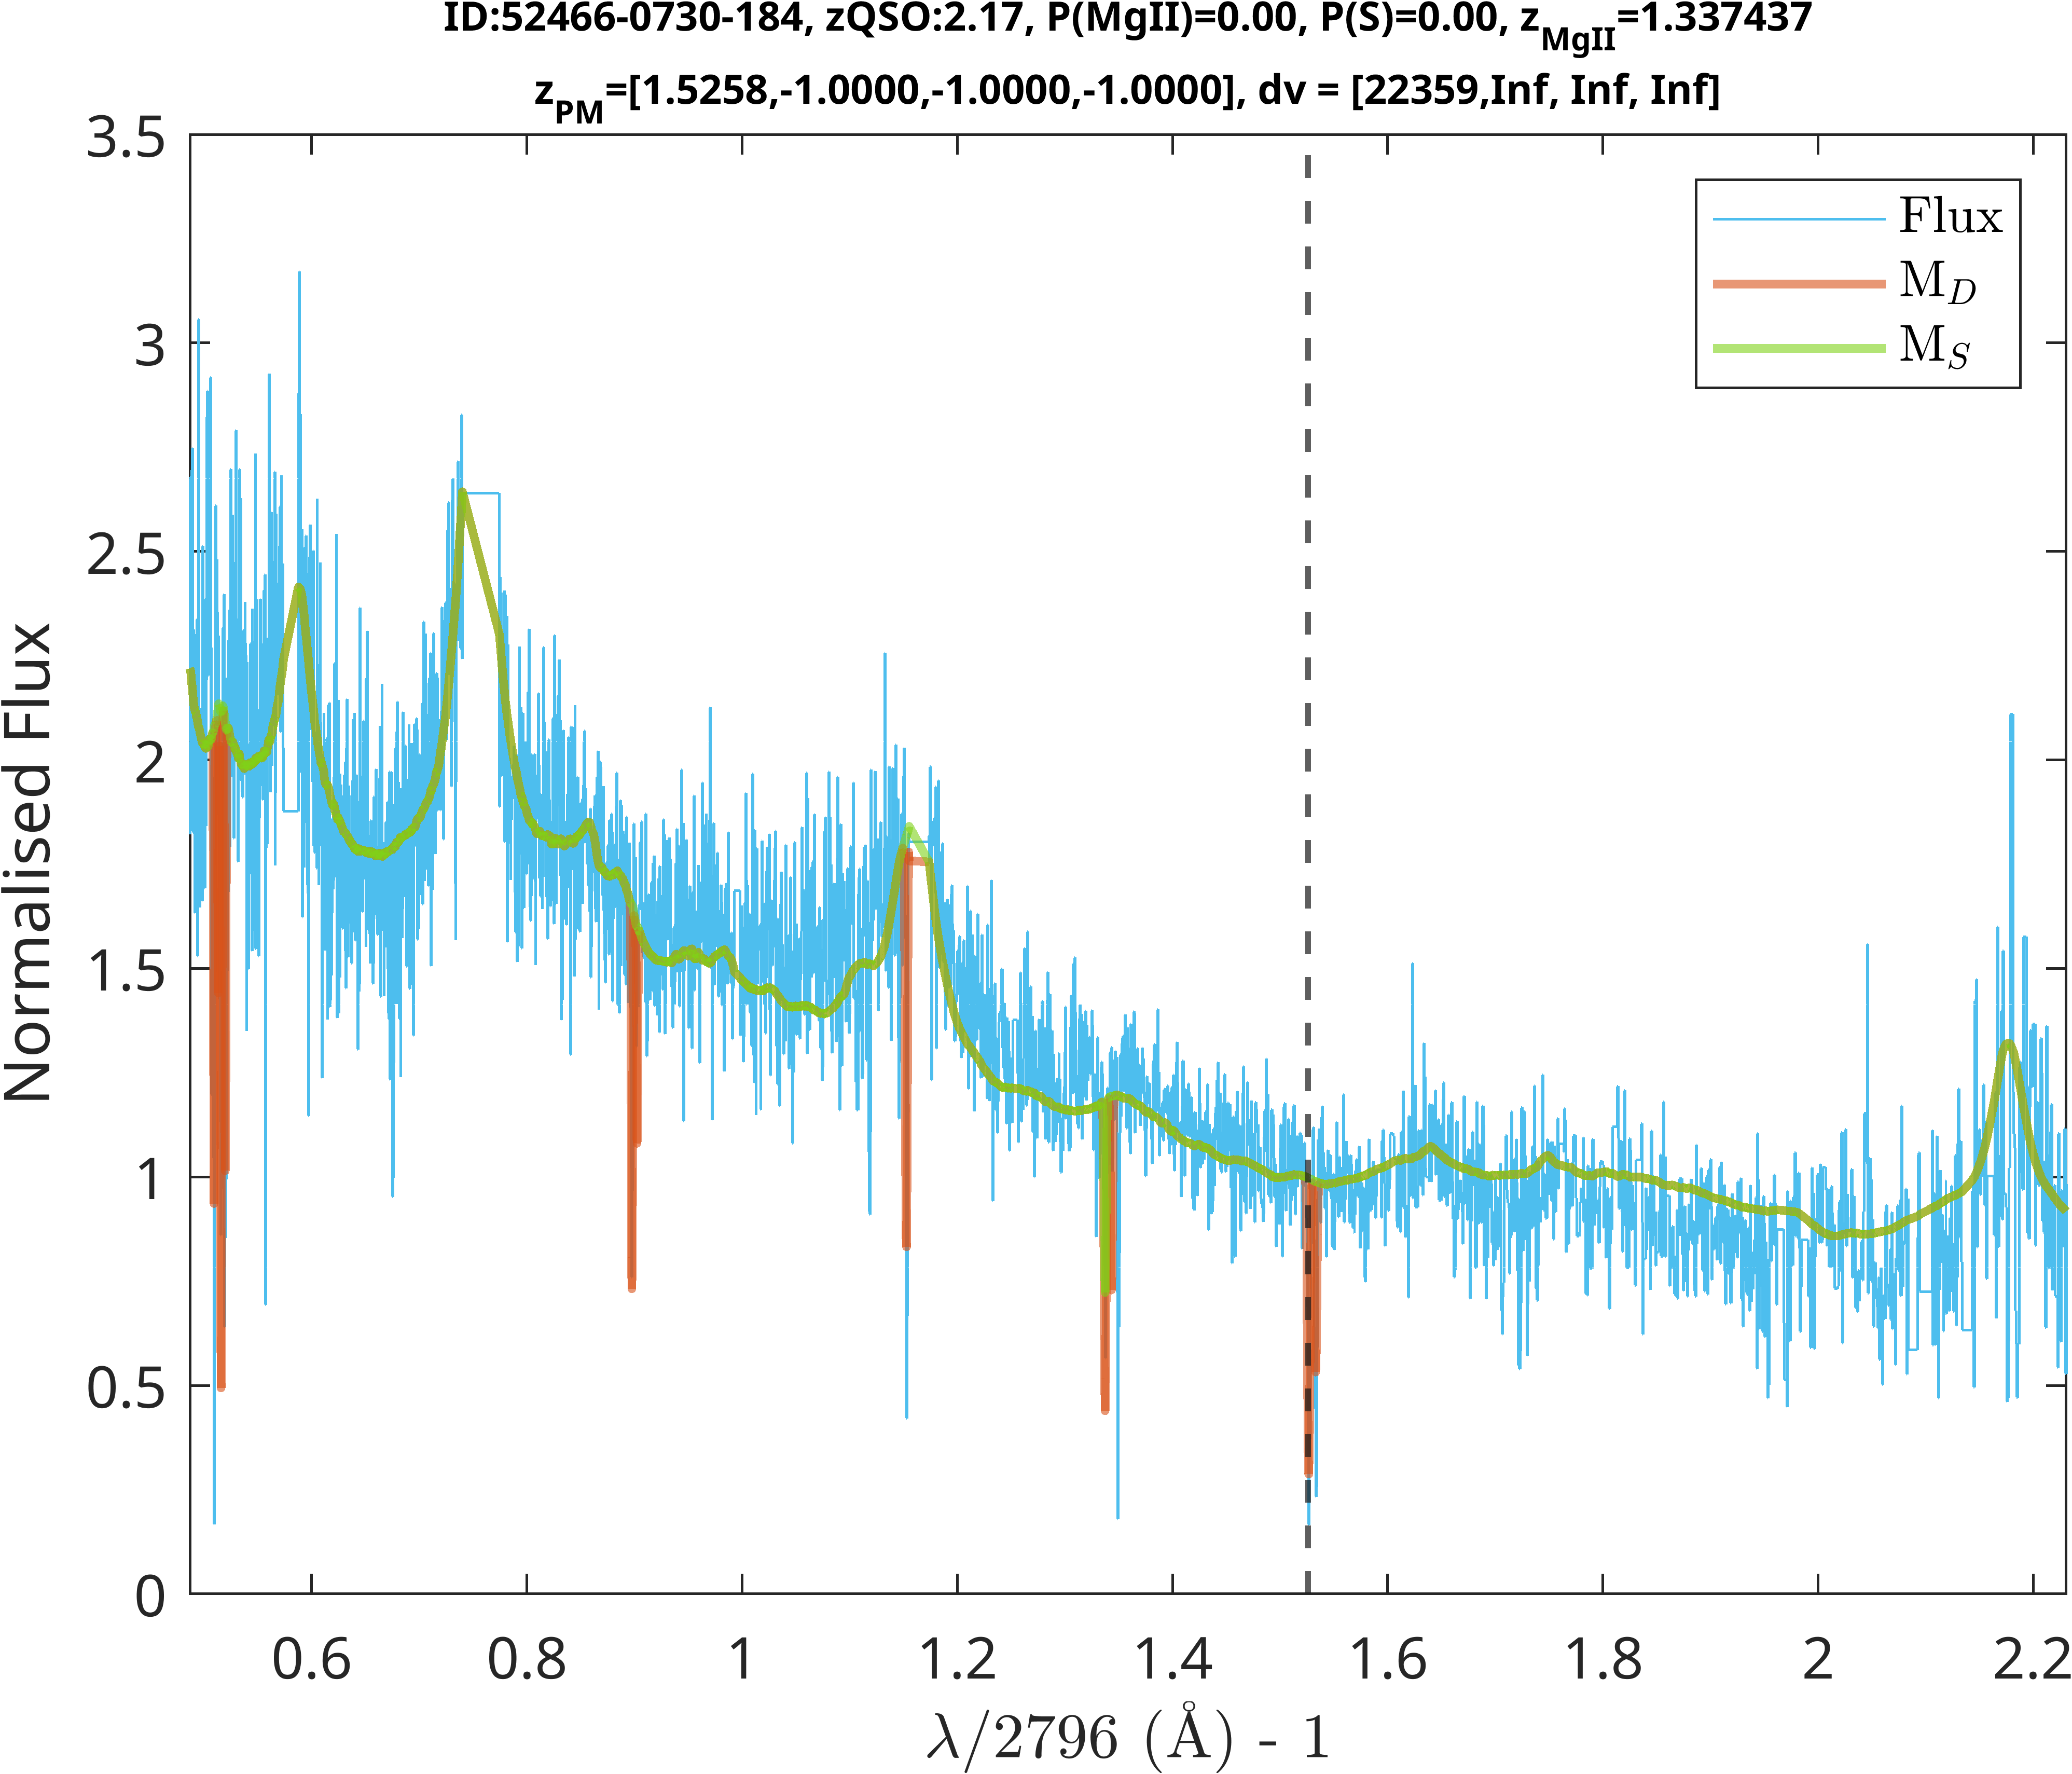 ID:52466-0730-184, zQSO:2.17, P(MgII)=0.00, P(S)=0.00, zMgII=1.337437
zPM=[1.5258,-1.0000,-1.0000,-1.0000], dv = [22359,Inf, Inf, Inf]
3.5
3
2.5
2
1.5
1
0.5
0
Normalised Flux
Flux
MD
MS
0.6 0.8 1 1.2 1.4 1.6 1.8 2 2.2
λ/2796 (Å) - 1